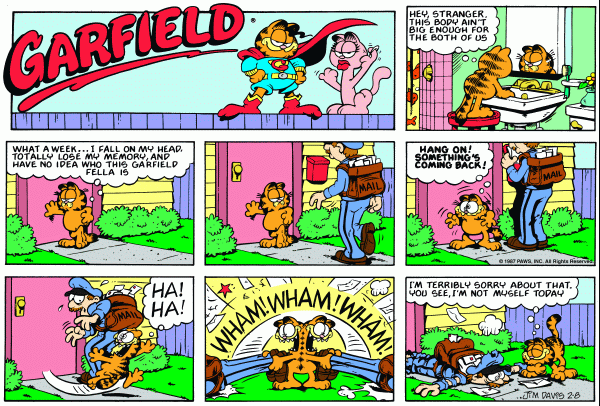 GARFIELD
HEY, STRANGER,
THIS BODY AIN'T
BIG ENOUGH FOR
THE BOTH OF US
WHAT A WEEK... I FALL ON MY HEAD,
TOTALLY LOSE MY MEMORY, AND
HAVE NO IDEA WHO THIS GARFIELD
FELLA IS
MAIL
HANG ON!
SOMETHING'S
COMING BACK!
MAIL
© 1987 PAWS, INC. All Rights Reserved.
HA!
HA!
MAIL
WHAM! WHAM! WHAM!
I'M TERRIBLY SORRY ABOUT THAT.
YOU SEE, I'M NOT MYSELF TODAY
JIM DAVIS 2-8